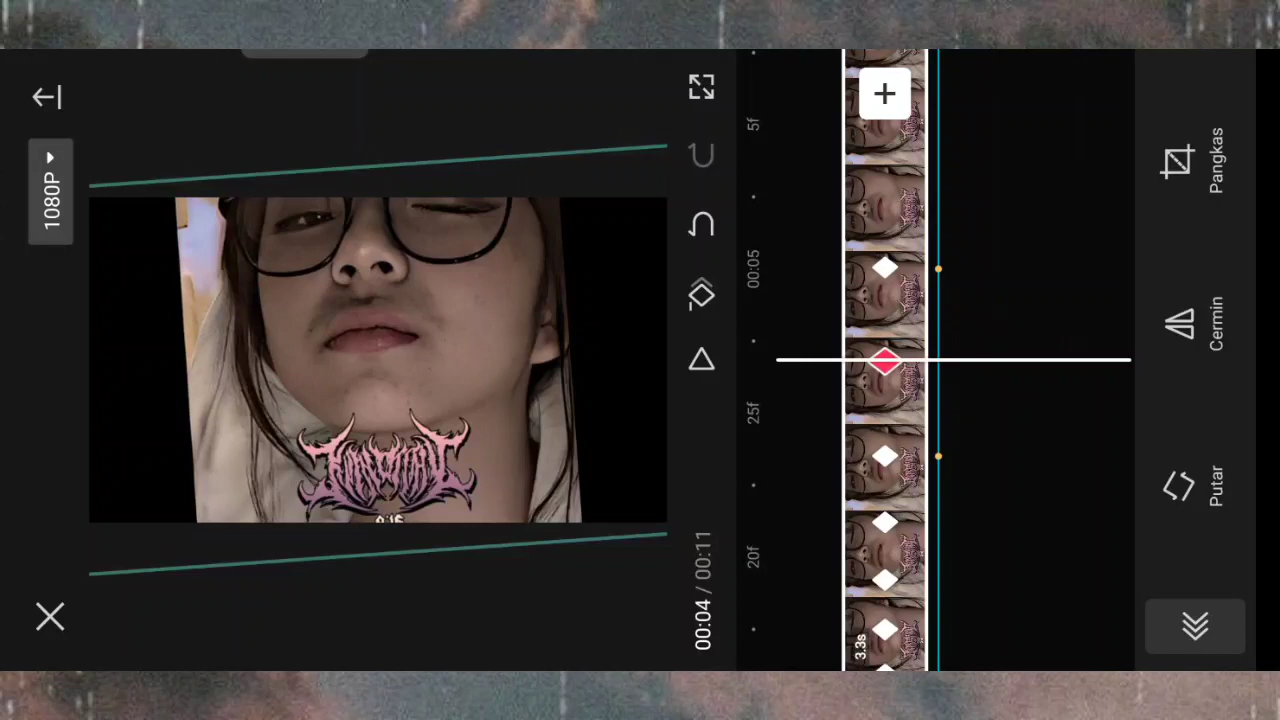 1080P
00:04 / 00:11
20f
25f
00:05
5f
3.3s
Putar
Cermin
Pangkas